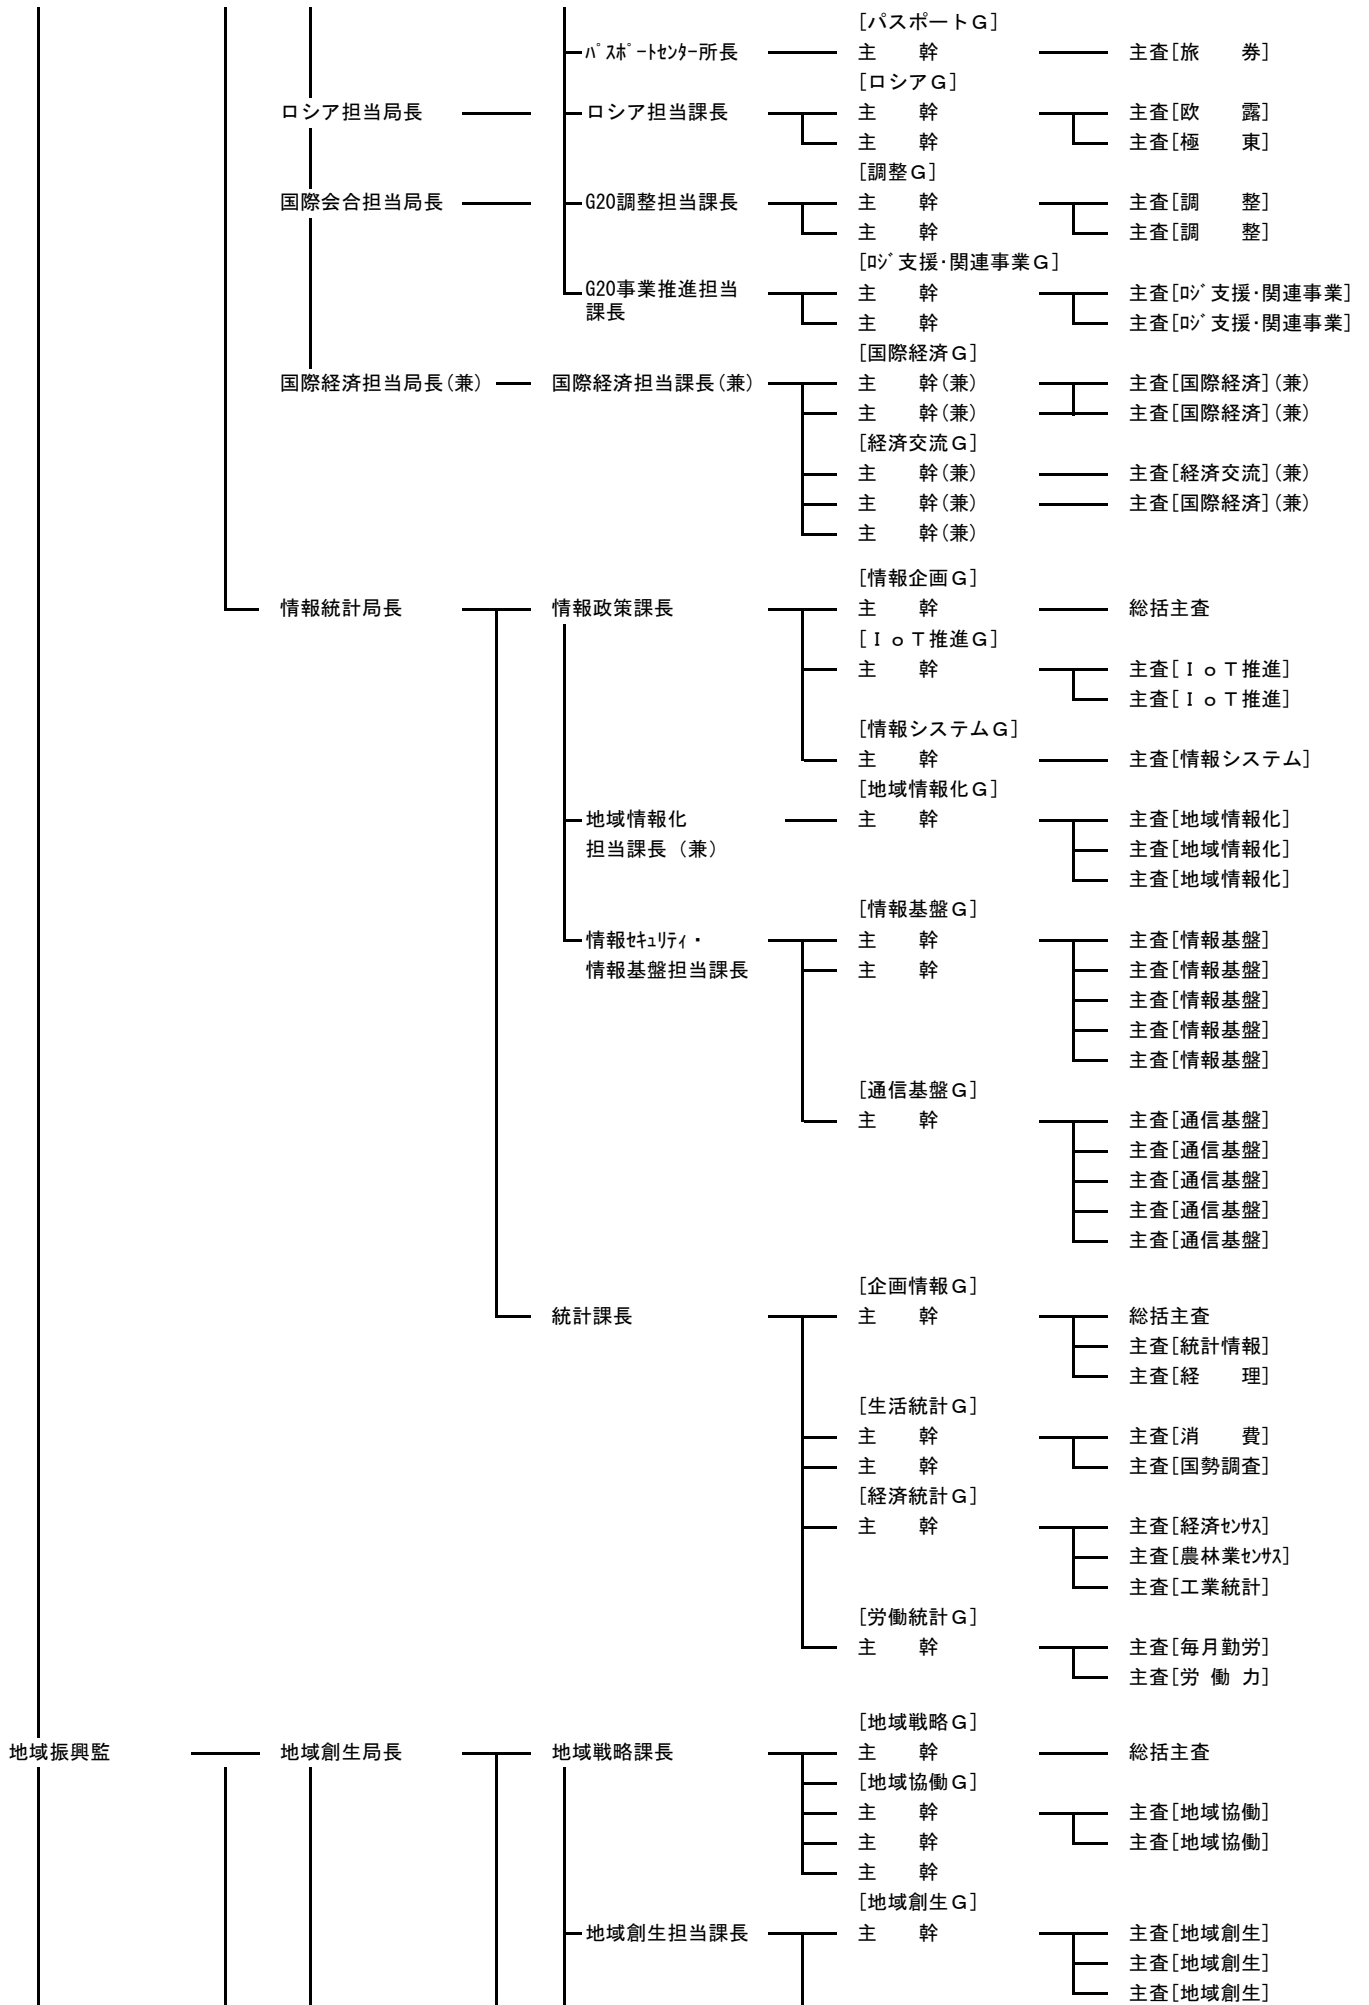 [パスポートＧ]
ﾊﾟｽﾎﾟｰﾄｾﾝﾀｰ所長 主　　幹 主査[旅　　券]
[ロシアＧ]
ロシア担当局長 ロシア担当課長 主　　幹 主査[欧　　露]
主　　幹 主査[極　　東]
[調整Ｇ]
国際会合担当局長 G20調整担当課長 主　　幹 主査[調　　整]
主　　幹 主査[調　　整]
[ﾛｼﾞ支援･関連事業Ｇ]
G20事業推進担当 主　　幹 主査[ﾛｼﾞ支援･関連事業]
課長 主　　幹 主査[ﾛｼﾞ支援･関連事業]
[国際経済Ｇ]
国際経済担当局長(兼) 国際経済担当課長(兼) 主　　幹(兼) 主査[国際経済](兼)
主　　幹(兼) 主査[国際経済](兼)
[経済交流Ｇ]
主　　幹(兼) 主査[経済交流](兼)
主　　幹(兼) 主査[国際経済](兼)
主　　幹(兼)
[情報企画Ｇ]
情報統計局長 情報政策課長 主　　幹 総括主査
[ＩｏＴ推進Ｇ]
主　　幹 主査[ＩｏＴ推進]
主査[ＩｏＴ推進]
[情報システムＧ]
主　　幹 主査[情報システム]
[地域情報化Ｇ]
地域情報化 主　　幹 主査[地域情報化]
担当課長（兼） 主査[地域情報化]
主査[地域情報化]
[情報基盤Ｇ]
情報ｾｷｭﾘﾃｨ・ 主　　幹 主査[情報基盤]
情報基盤担当課長 主　　幹 主査[情報基盤]
主査[情報基盤]
主査[情報基盤]
主査[情報基盤]
[通信基盤Ｇ]
主　　幹 主査[通信基盤]
主査[通信基盤]
主査[通信基盤]
主査[通信基盤]
主査[通信基盤]
[企画情報Ｇ]
統計課長 主　　幹 総括主査
主査[統計情報]
主査[経　　理]
[生活統計Ｇ]
主　　幹 主査[消　　費]
主　　幹 主査[国勢調査]
[経済統計Ｇ]
主　　幹 主査[経済ｾﾝｻｽ]
主査[農林業ｾﾝｻｽ]
主査[工業統計]
[労働統計Ｇ]
主　　幹 主査[毎月勤労]
主査[労 働 力]
[地域戦略Ｇ]
地域振興監 地域創生局長 地域戦略課長 主　　幹 総括主査
[地域協働Ｇ]
主　　幹 主査[地域協働]
主　　幹 主査[地域協働]
主　　幹
[地域創生Ｇ]
地域創生担当課長 主　　幹 主査[地域創生]
主査[地域創生]
主査[地域創生]